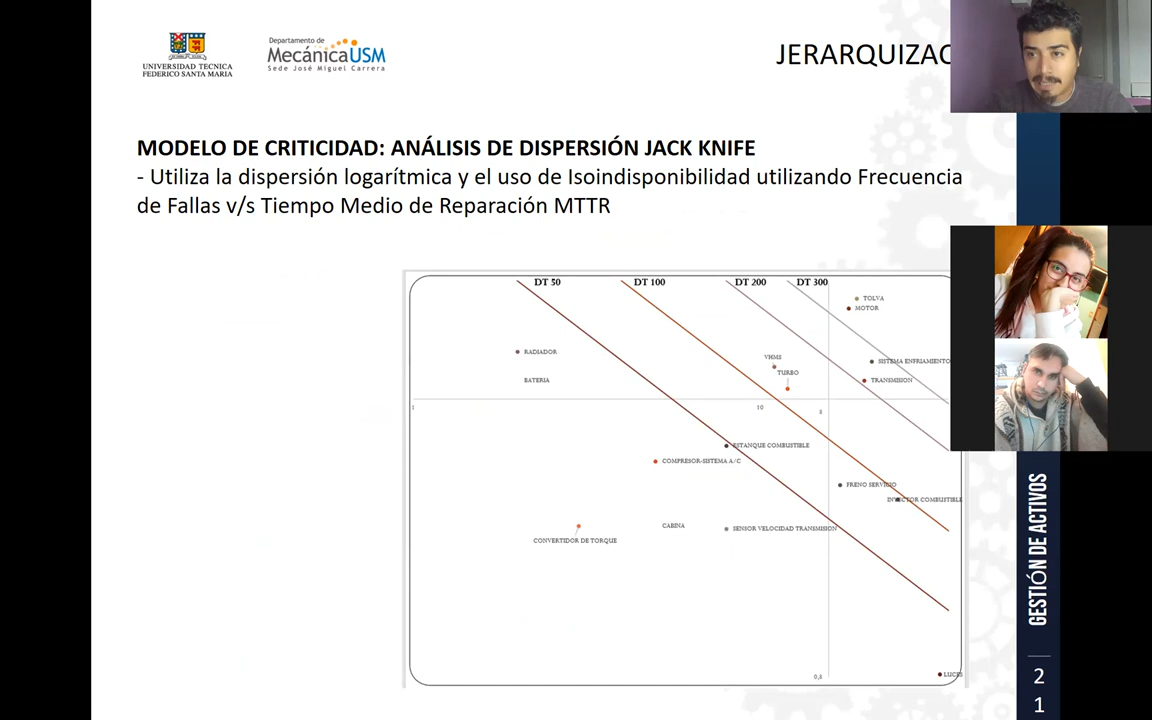 UNIVERSIDAD TECNICA
FEDERICO SANTA MARIA
Departamento de
MecánicaUSM
Sede José Miguel Carrera
JERARQUIZAC
MODELO DE CRITICIDAD: ANÁLISIS DE DISPERSIÓN JACK KNIFE
- Utiliza la dispersión logarítmica y el uso de Isoindisponibilidad utilizando Frecuencia
de Fallas v/s Tiempo Medio de Reparación MTTR
DT 50
DT 100
DT 200
DT 300
TOLVA
MOTOR
RADIADOR
VHMS
SISTEMA ENFRIAMIENTO
TURBO
BATERIA
TRANSMISION
1
10
8
ESTANQUE COMBUSTIBLE
COMPRESOR-SISTEMA A/C
FRENO SERVICIO
INYECTOR COMBUSTIBLE
CABINA
SENSOR VELOCIDAD TRANSMISION
CONVERTIDOR DE TORQUE
0,8
LUCES
GESTIÓN DE ACTIVOS
2
1